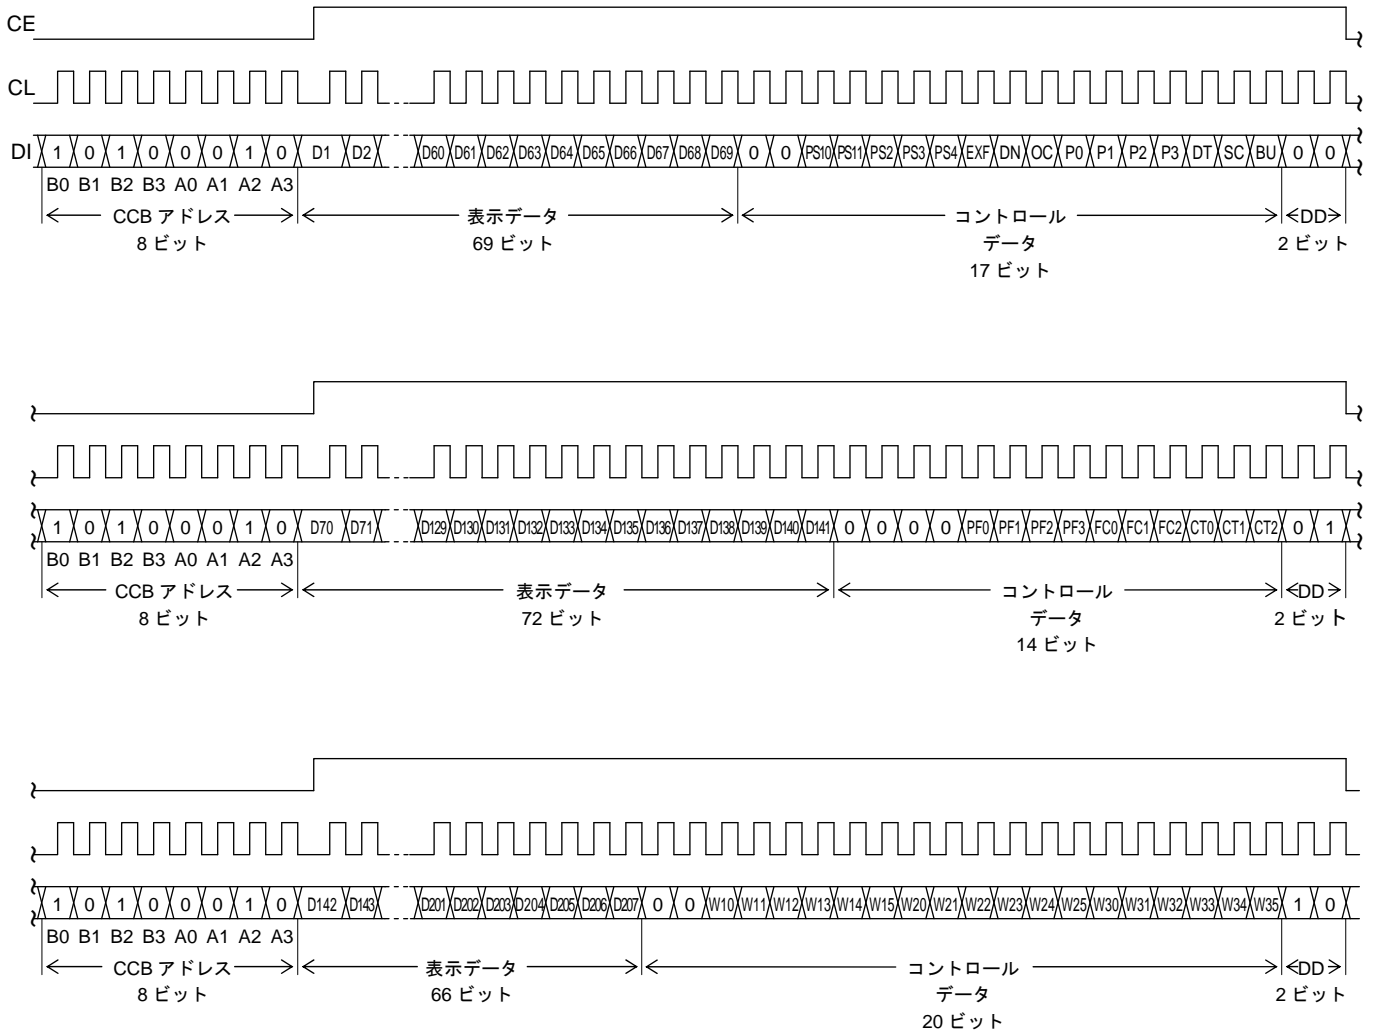 CE
CL
DI 1 0 1 0 0 0 1 0 D1 D2 D60 D61 D62 D63 D64 D65 D66 D67 D68 D69 0 0 PS10 PS11 PS2 PS3 PS4 EXF DN OC P0 P1 P2 P3 DT SC BU 0 0
B0 B1 B2 B3 A0 A1 A2 A3
CCB アドレス 表示データ コントロール DD
8 ビット 69 ビット データ 2 ビット
17 ビット
1 0 1 0 0 0 1 0 D70 D71 D129 D130 D131 D132 D133 D134 D135 D136 D137 D138 D139 D140 D141 0 0 0 0 PF0 PF1 PF2 PF3 FC0 FC1 FC2 CT0 CT1 CT2 0 1
B0 B1 B2 B3 A0 A1 A2 A3
CCB アドレス 表示データ コントロール DD
8 ビット 72 ビット データ 2 ビット
14 ビット
1 0 1 0 0 0 1 0 D142 D143 D201 D202 D203 D204 D205 D206 D207 0 0 W10 W11 W12 W13 W14 W15 W20 W21 W22 W23 W24 W25 W30 W31 W32 W33 W34 W35 1 0
B0 B1 B2 B3 A0 A1 A2 A3
CCB アドレス 表示データ コントロール DD
8 ビット 66 ビット データ 2 ビット
20 ビット